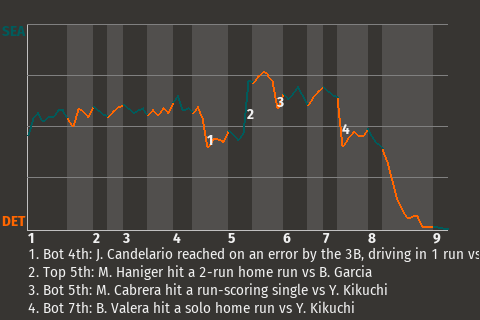 SEA
1
2
3
4
DET
1 2 3 4 5 6 7 8 9
1. Bot 4th: J. Candelario reached on an error by the 3B, driving in 1 run vs
2. Top 5th: M. Haniger hit a 2-run home run vs B. Garcia
3. Bot 5th: M. Cabrera hit a run-scoring single vs Y. Kikuchi
4. Bot 7th: B. Valera hit a solo home run vs Y. Kikuchi